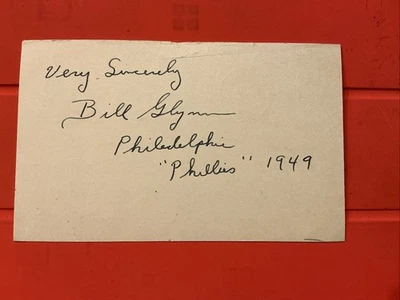 Very Sincerely
Bill Glynn
Philadelphia
"Phillies" 1949